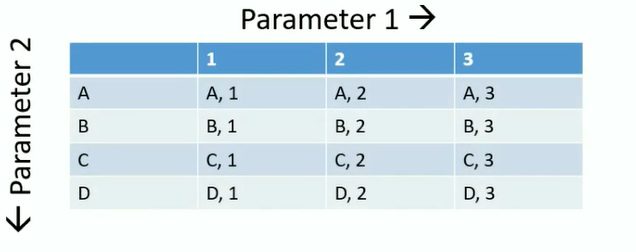 Parameter 1 →
← Parameter 2
1 2 3
A A, 1 A, 2 A, 3
B B, 1 B, 2 B, 3
C C, 1 C, 2 C, 3
D D, 1 D, 2 D, 3